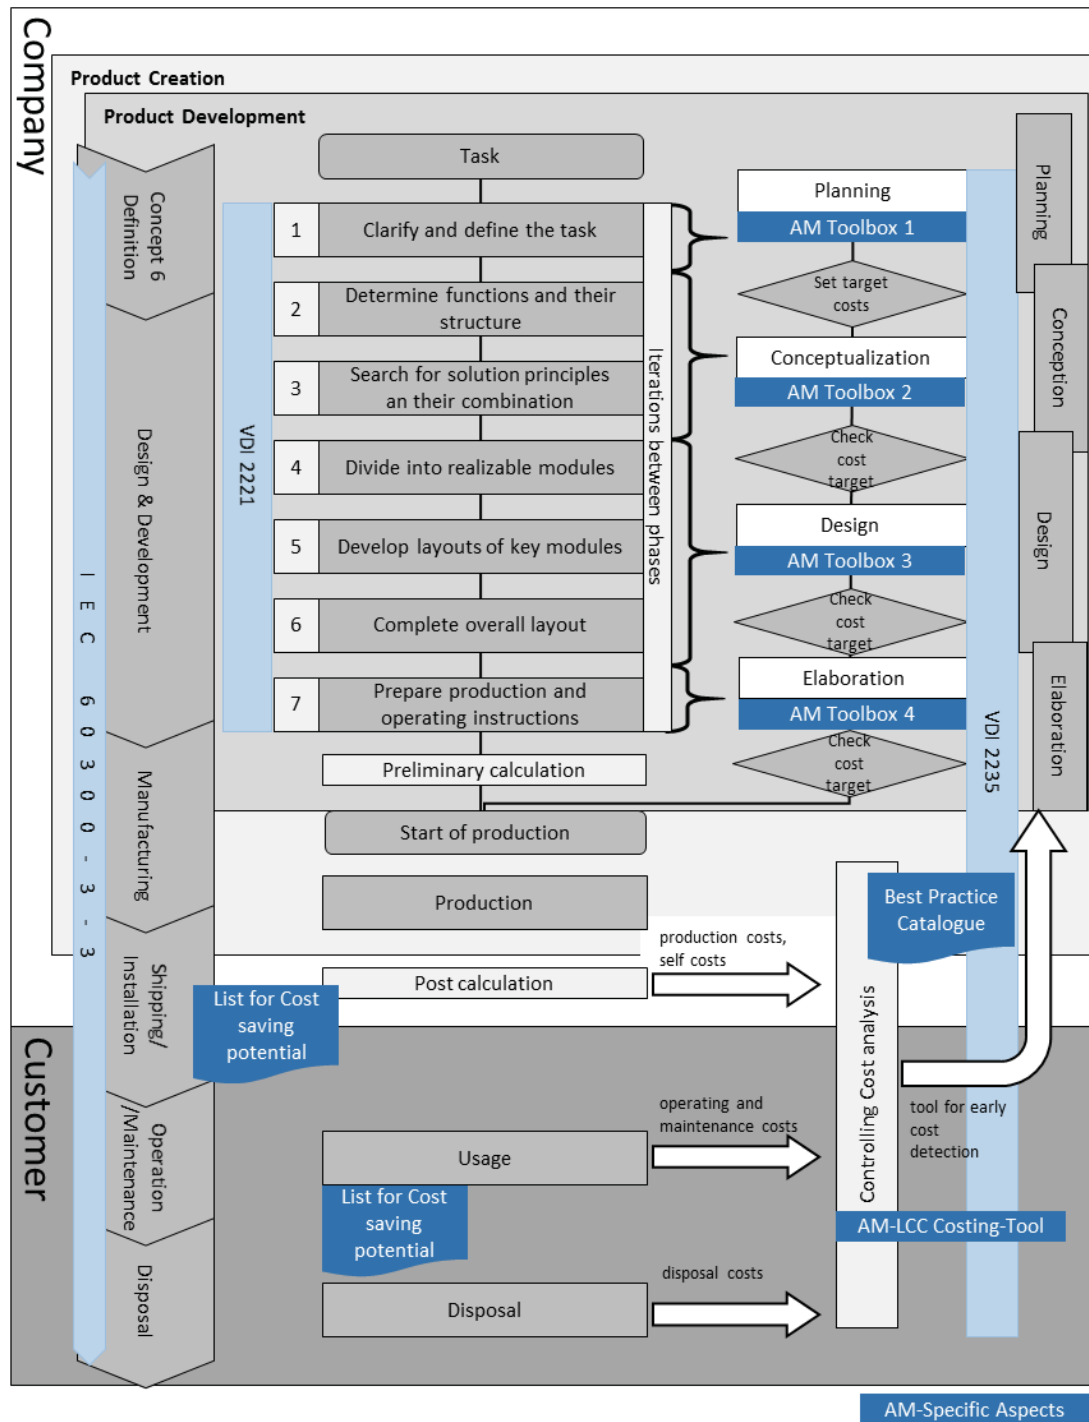 Company
Product Creation
Product Development
Task
Planning
AM Toolbox 1
Planning
Concept 6
Definition
1
Clarify and define the task
Set target
costs
2
Determine functions and their
structure
Conception
Conceptualization
AM Toolbox 2
3
Search for solution principles
an their combination
Iterations between phases
VDI 2221
Check
cost
target
4
Divide into realizable modules
Design & Development
Design
AM Toolbox 3
Design
5
Develop layouts of key modules
Check
cost
target
6
Complete overall layout
Elaboration
AM Toolbox 4
Elaboration
7
Prepare production and
operating instructions
IEC 60300-3-3
VDI 2235
Check
cost
target
Preliminary calculation
Manufacturing
Start of production
Production
Best Practice
Catalogue
production costs,
self costs
Shipping/
Installation
Post calculation
List for Cost
saving
potential
Customer
Controlling Cost analysis
tool for early
cost
detection
operating and
maintenance costs
Operation
/Maintenance
Usage
List for Cost
saving
potential
AM-LCC Costing-Tool
disposal costs
Disposal
Disposal
AM-Specific Aspects